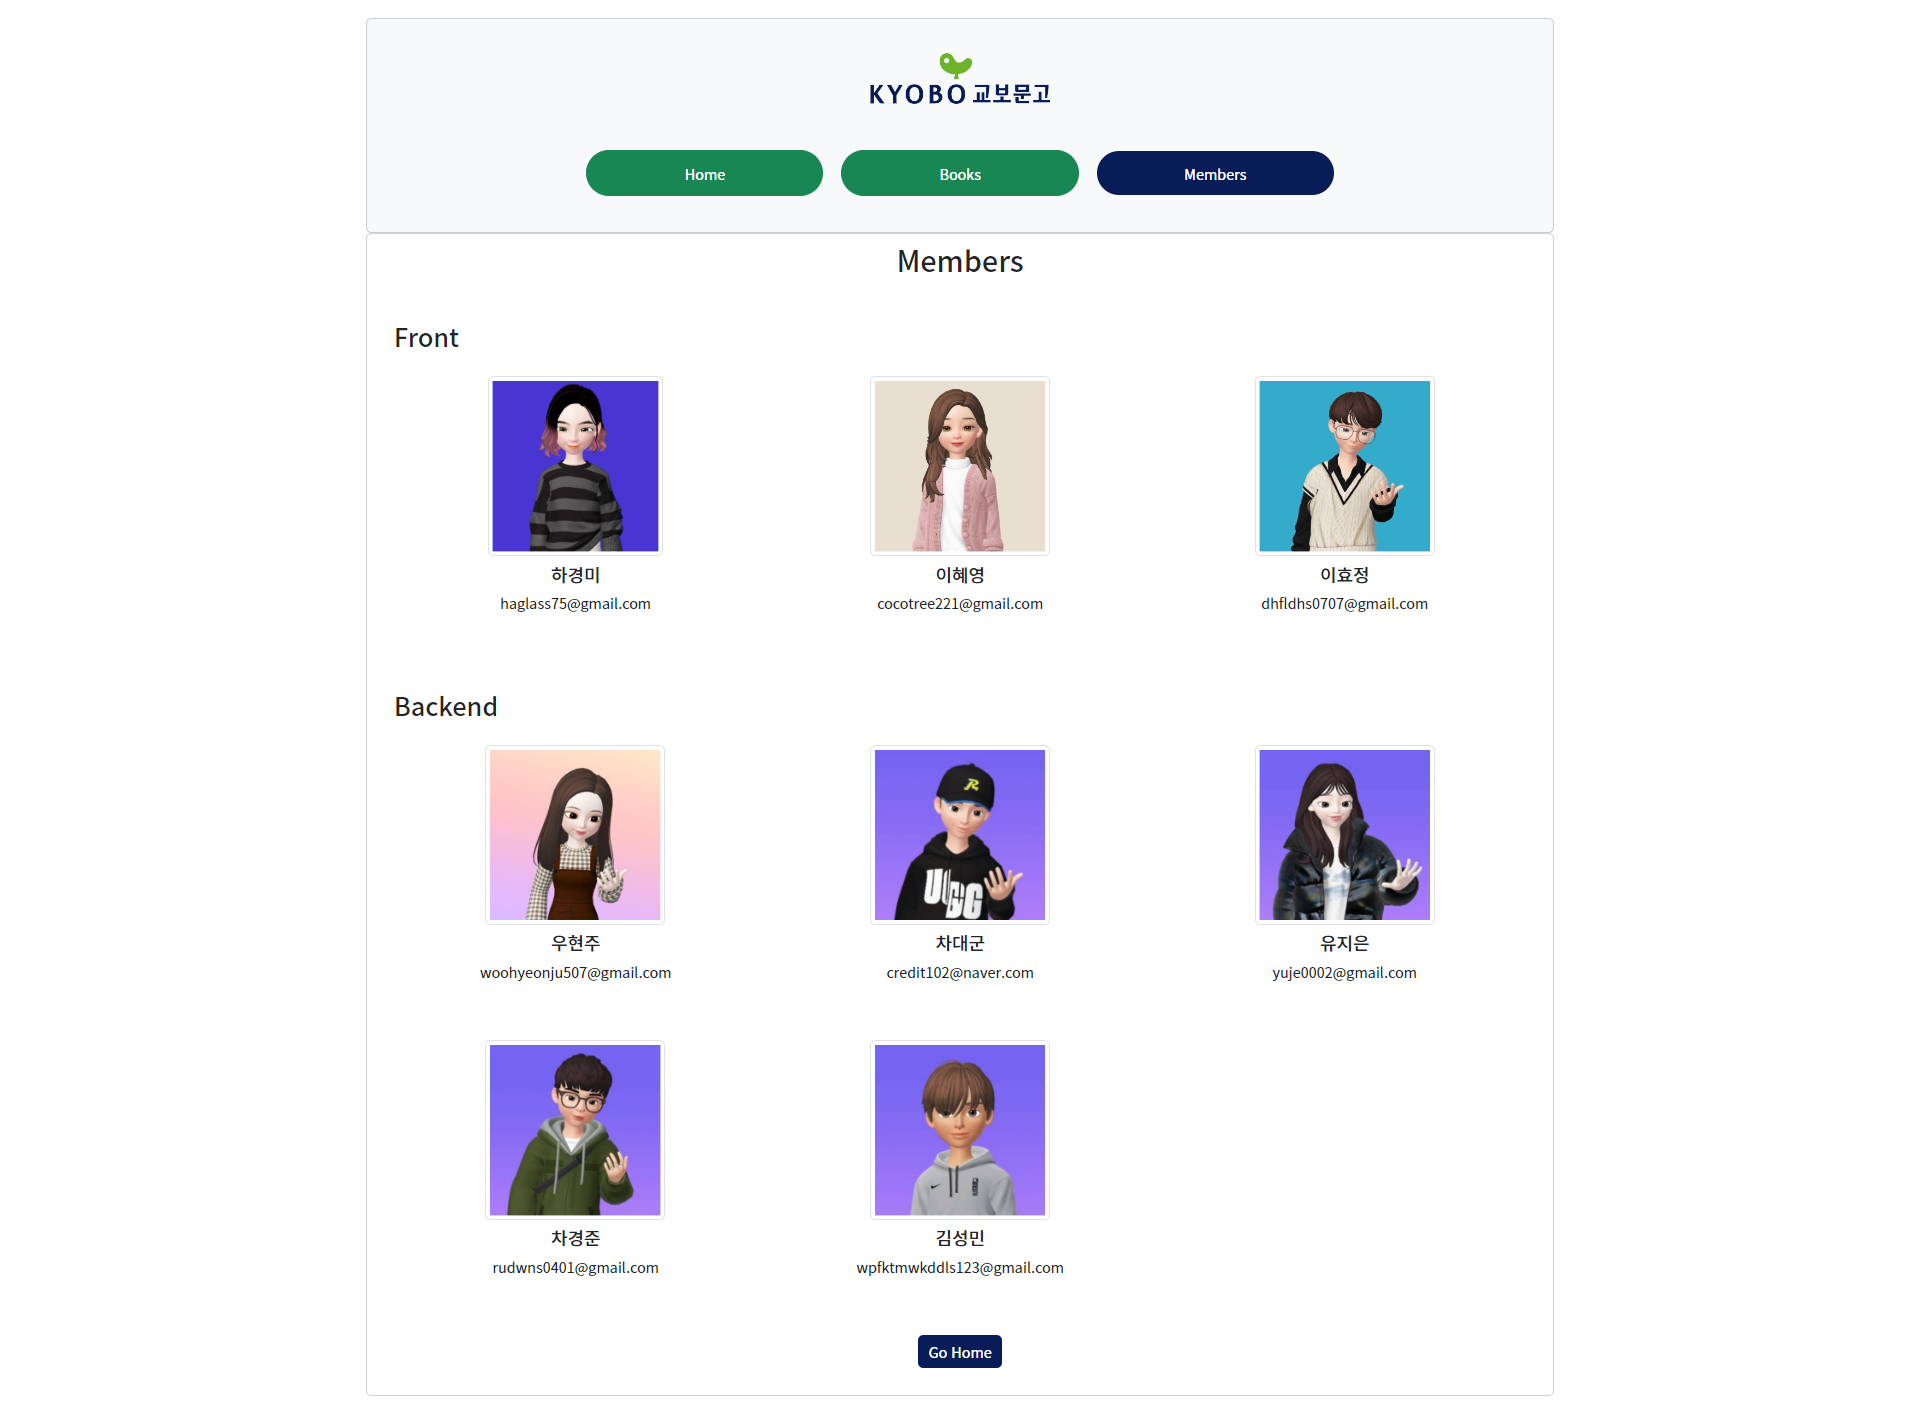 KYOBO 교보문고
Home Books Members
Members
Front
하경미 이혜영 이효정
haglass75@gmail.com cocotree221@gmail.com dhfldhs0707@gmail.com
Backend
R
UGG
우현주 차대군 유지은
woohyeonju507@gmail.com credit102@naver.com yuje0002@gmail.com
차경준 김성민
rudwns0401@gmail.com wpfktmwkddls123@gmail.com
Go Home